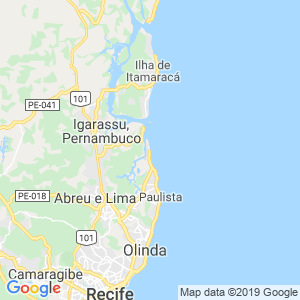 Ilha de
Itamaracá
PE-041
101
Igarassu,
Pernambuco
PE-018
Abreu e Lima
Paulista
101
Olinda
Camaragibe
Recife
Google
Map data ©2019 Google